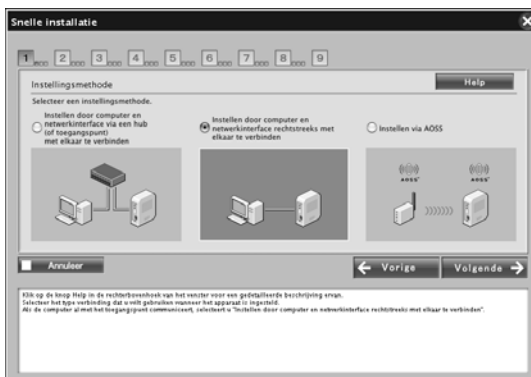 Snelle installatie
1 2 3 4 5 6 7 8 9
Instellingsmethode
Help
Selecteer een instellingsmethode.
Instellen door computer en
netwerkinterface via een hub
(of toegangspunt)
met elkaar te verbinden
Instellen door computer en
netwerkinterface rechtstreeks met
elkaar te verbinden
Instellen via AOSS
AOSS
AOSS
Annuleer
Vorige
Volgende
Klik op de knop Help in de rechterbovenhoek van het venster voor een gedetailleerde beschrijving ervan.
Selecteer het type verbinding dat u wilt gebruiken wanneer het apparaat is ingesteld.
Als de computer al met het toegangspunt communiceert, selecteert u "Instellen door computer en netwerkinterface rechtstreeks met elkaar te verbinden".